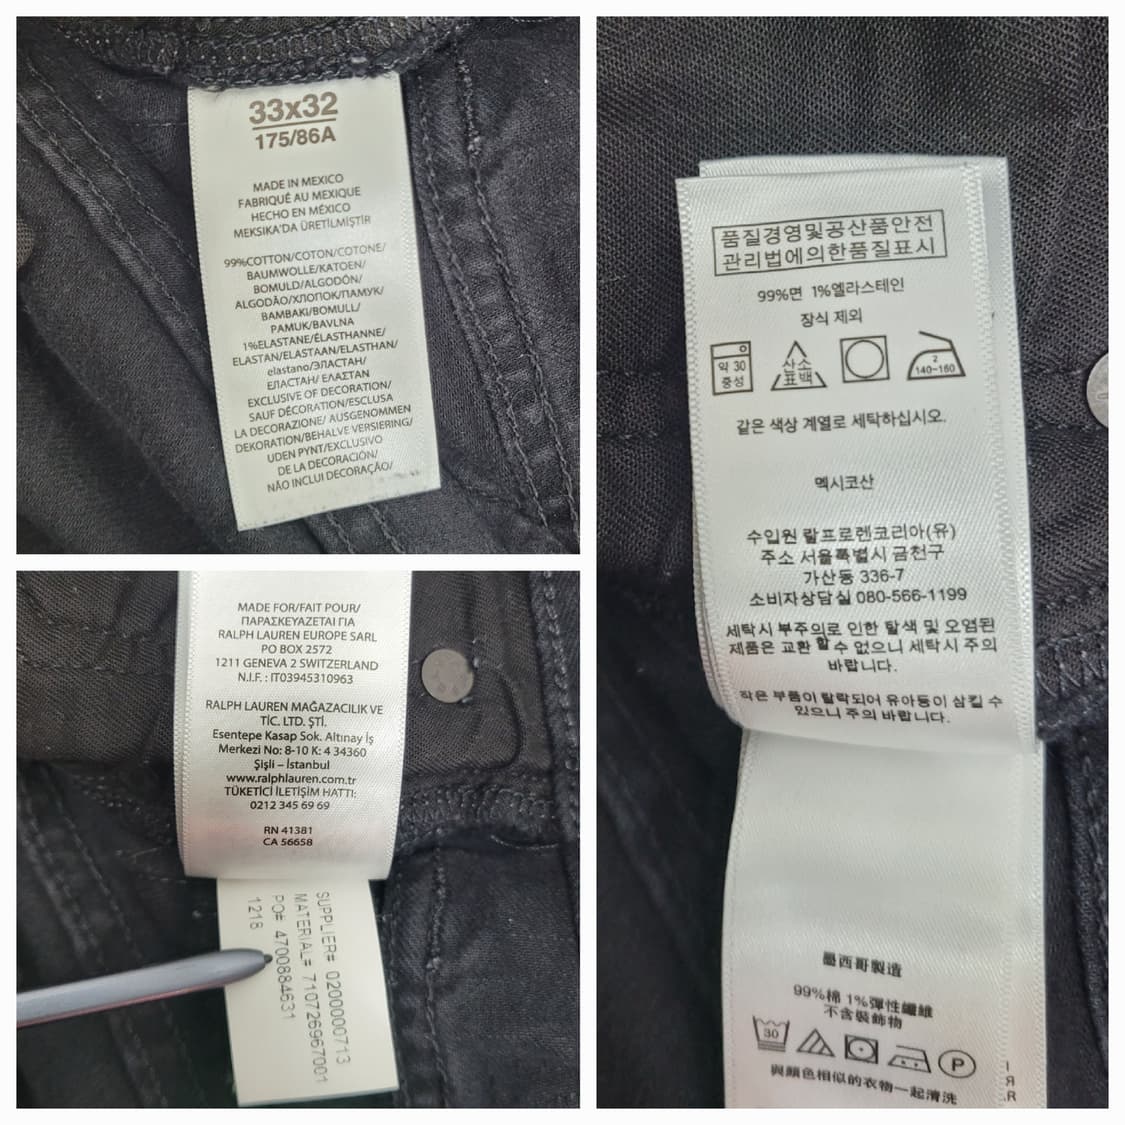 33x32
175/86A
MADE IN MEXICO
FABRIQUÉ AU MEXIQUE
HECHO EN MÉXICO
MEKSIKA'DA ÜRETİLMİŞTİR
99%COTTON/COTON/COTONE/
BAUMWOLLE/KATOEN/
BOMULD/ALGODÓN/
ALGODÃO/ХЛОПОК/ПАМУК/
BAMBAKI/BOMULL/
PAMUK/BAVLNA
1%ELASTANE/ÉLASTHANNE/
ELASTAN/ELASTAAN/ELASTHAN/
elastano/ЭЛАСТАН/
ЕЛАСТАН/ ΕΛΑΣΤΑΝ
EXCLUSIVE OF DECORATION/
SAUF DÉCORATION/ESCLUSA
LA DECORAZIONE/ AUSGENOMMEN
DEKORATION/BEHALVE VERSIERING/
UDEN PYNT/EXCLUSIVO
DE LA DECORACIÓN/
NÃO INCLUI DECORAÇÃO/
MADE FOR/FAIT POUR/
ΠΑΡΑΣΚΕΥΑΖΕΤΑΙ ΓΙΑ
RALPH LAUREN EUROPE SARL
PO BOX 2572
1211 GENEVA 2 SWITZERLAND
N.I.F. : IT03945310963
RALPH LAUREN MAĞAZACILIK VE
TİC. LTD. ŞTİ.
Esentepe Kasap Sok. Altınay İş
Merkezi No: 8-10 K: 4 34360
Şişli – İstanbul
www.ralphlauren.com.tr
TÜKETİCİ İLETİŞİM HATTI:
0212 345 69 69
RN 41381
CA 56658
SUPPLIER# 0200000713
MATERIAL# 710726967001
PO# 4700884631
1218
품질경영및공산품안전
관리법에의한품질표시
99%면 1%엘라스테인
장식 제외
약 30
중성
산소
표백
2
140~160
같은 색상 계열로 세탁하십시오.
멕시코산
수입원 랄프로렌코리아(유)
주소 서울특별시 금천구
가산동 336-7
소비자상담실 080-566-1199
세탁시 부주의로 인한 탈색 및 오염된
제품은 교환 할 수 없으니 세탁시 주의
바랍니다.
작은 부품이 탈락되어 유아등이 삼킬 수
있으니 주의 바랍니다.
墨西哥製造
99%棉 1%彈性纖維
不含裝飾物
30
P
與顏色相似的衣物一起清洗